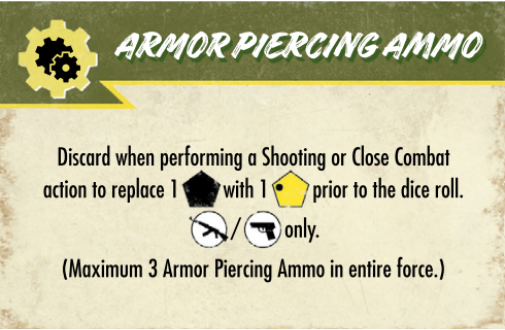 ARMOR PIERCING AMMO
Discard when performing a Shooting or Close Combat
action to replace 1 with 1 prior to the dice roll.
/ only.
(Maximum 3 Armor Piercing Ammo in entire force.)